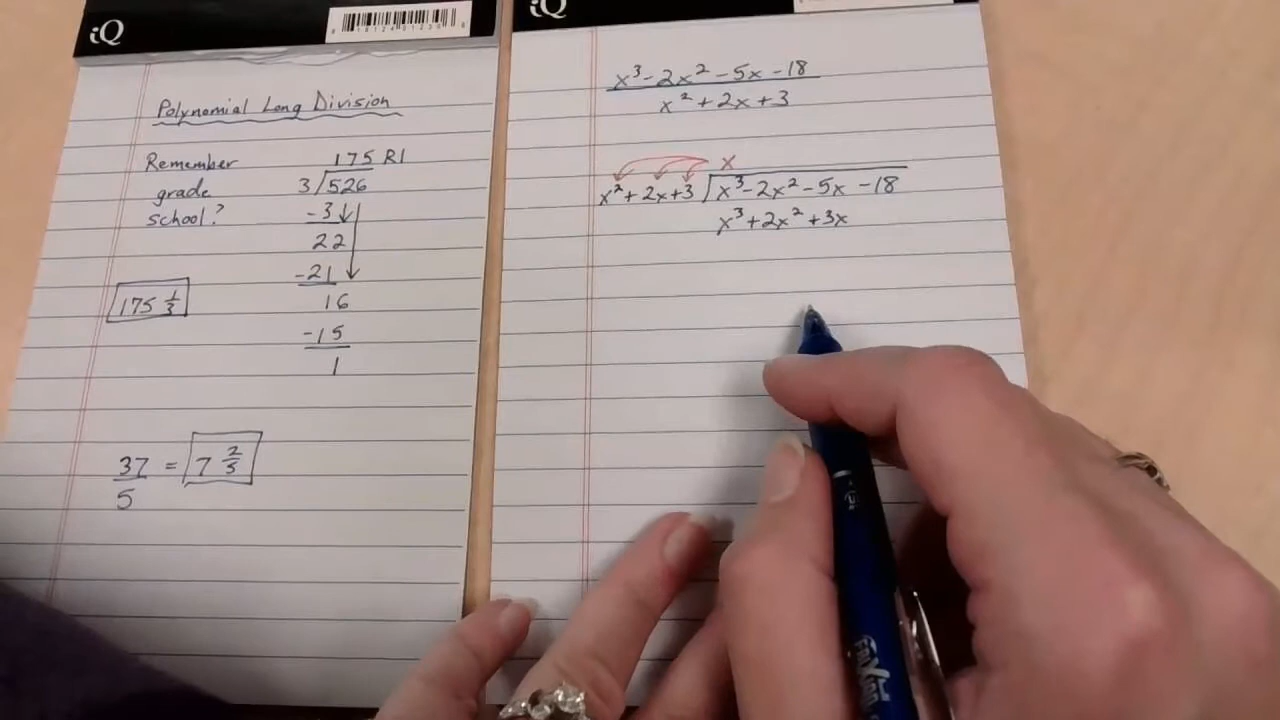 iQ
Polynomial Long Division
Remember
grade
school?
175 R1
3 / 526
-3
22
-21
16
-15
1
175 1/3
37/5 = 7 2/5
iQ
x³ - 2x² - 5x - 18
x² + 2x + 3
x
x² + 2x + 3 / x³ - 2x² - 5x - 18
x³ + 2x² + 3x